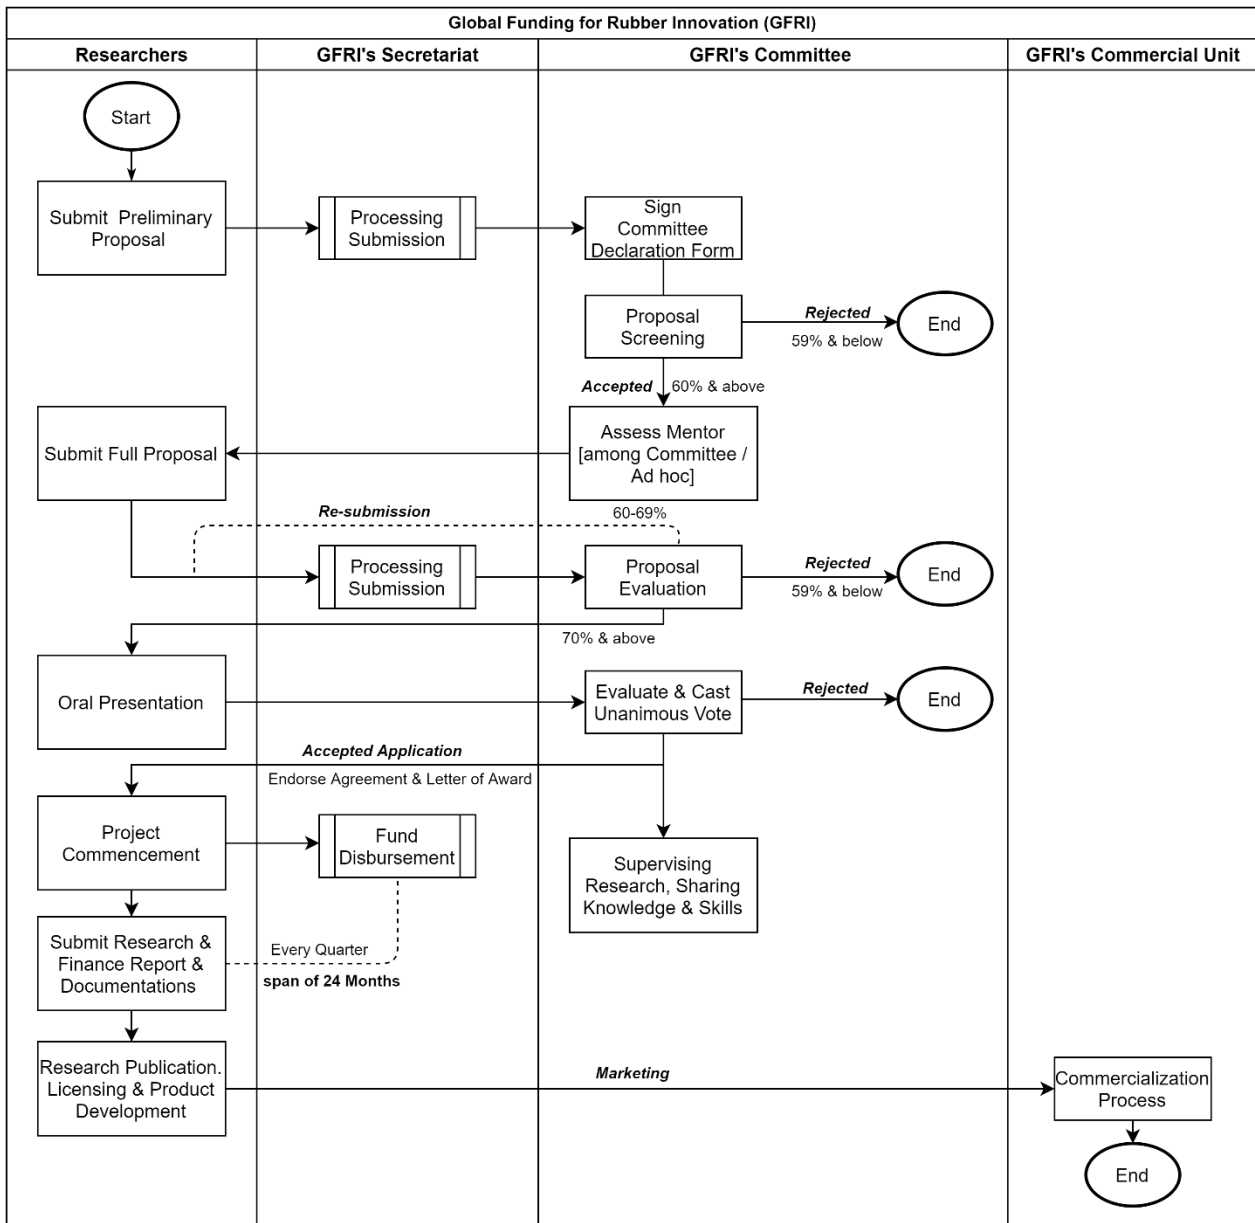 Global Funding for Rubber Innovation (GFRI)
Researchers
GFRI's Secretariat
GFRI's Committee
GFRI's Commercial Unit
Start
Submit Preliminary
Proposal
Processing
Submission
Sign
Committee
Declaration Form
Proposal
Screening
Rejected
59% & below
End
Accepted
60% & above
Assess Mentor
[among Committee /
Ad hoc]
Submit Full Proposal
Re-submission
60-69%
Processing
Submission
Proposal
Evaluation
Rejected
59% & below
End
70% & above
Oral Presentation
Evaluate & Cast
Unanimous Vote
Rejected
End
Accepted Application
Endorse Agreement & Letter of Award
Project
Commencement
Fund
Disbursement
Supervising
Research, Sharing
Knowledge & Skills
Submit Research &
Finance Report &
Documentations
Every Quarter
span of 24 Months
Research Publication.
Licensing & Product
Development
Marketing
Commercialization
Process
End